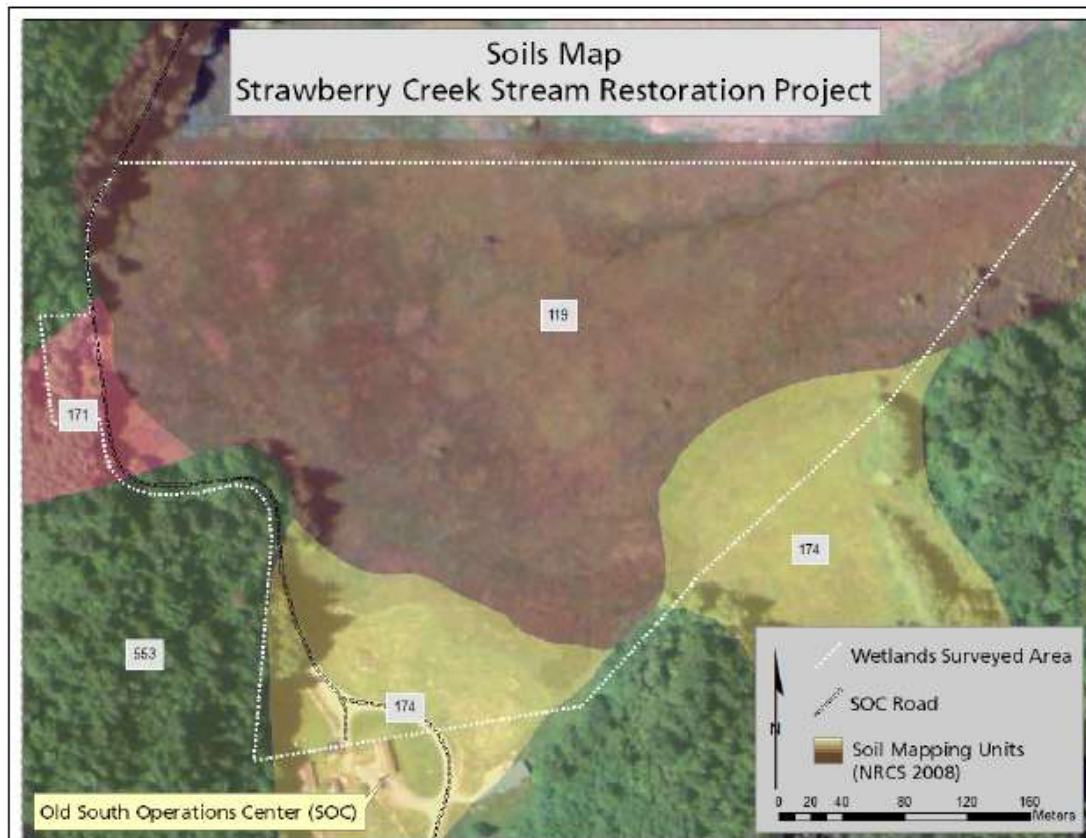 Soils Map
Strawberry Creek Stream Restoration Project
119
171
174
553
174
Old South Operations Center (SOC)
Wetlands Surveyed Area
SOC Road
Soil Mapping Units
(NRCS 2008)
N
0 20 40 80 120 160
Meters